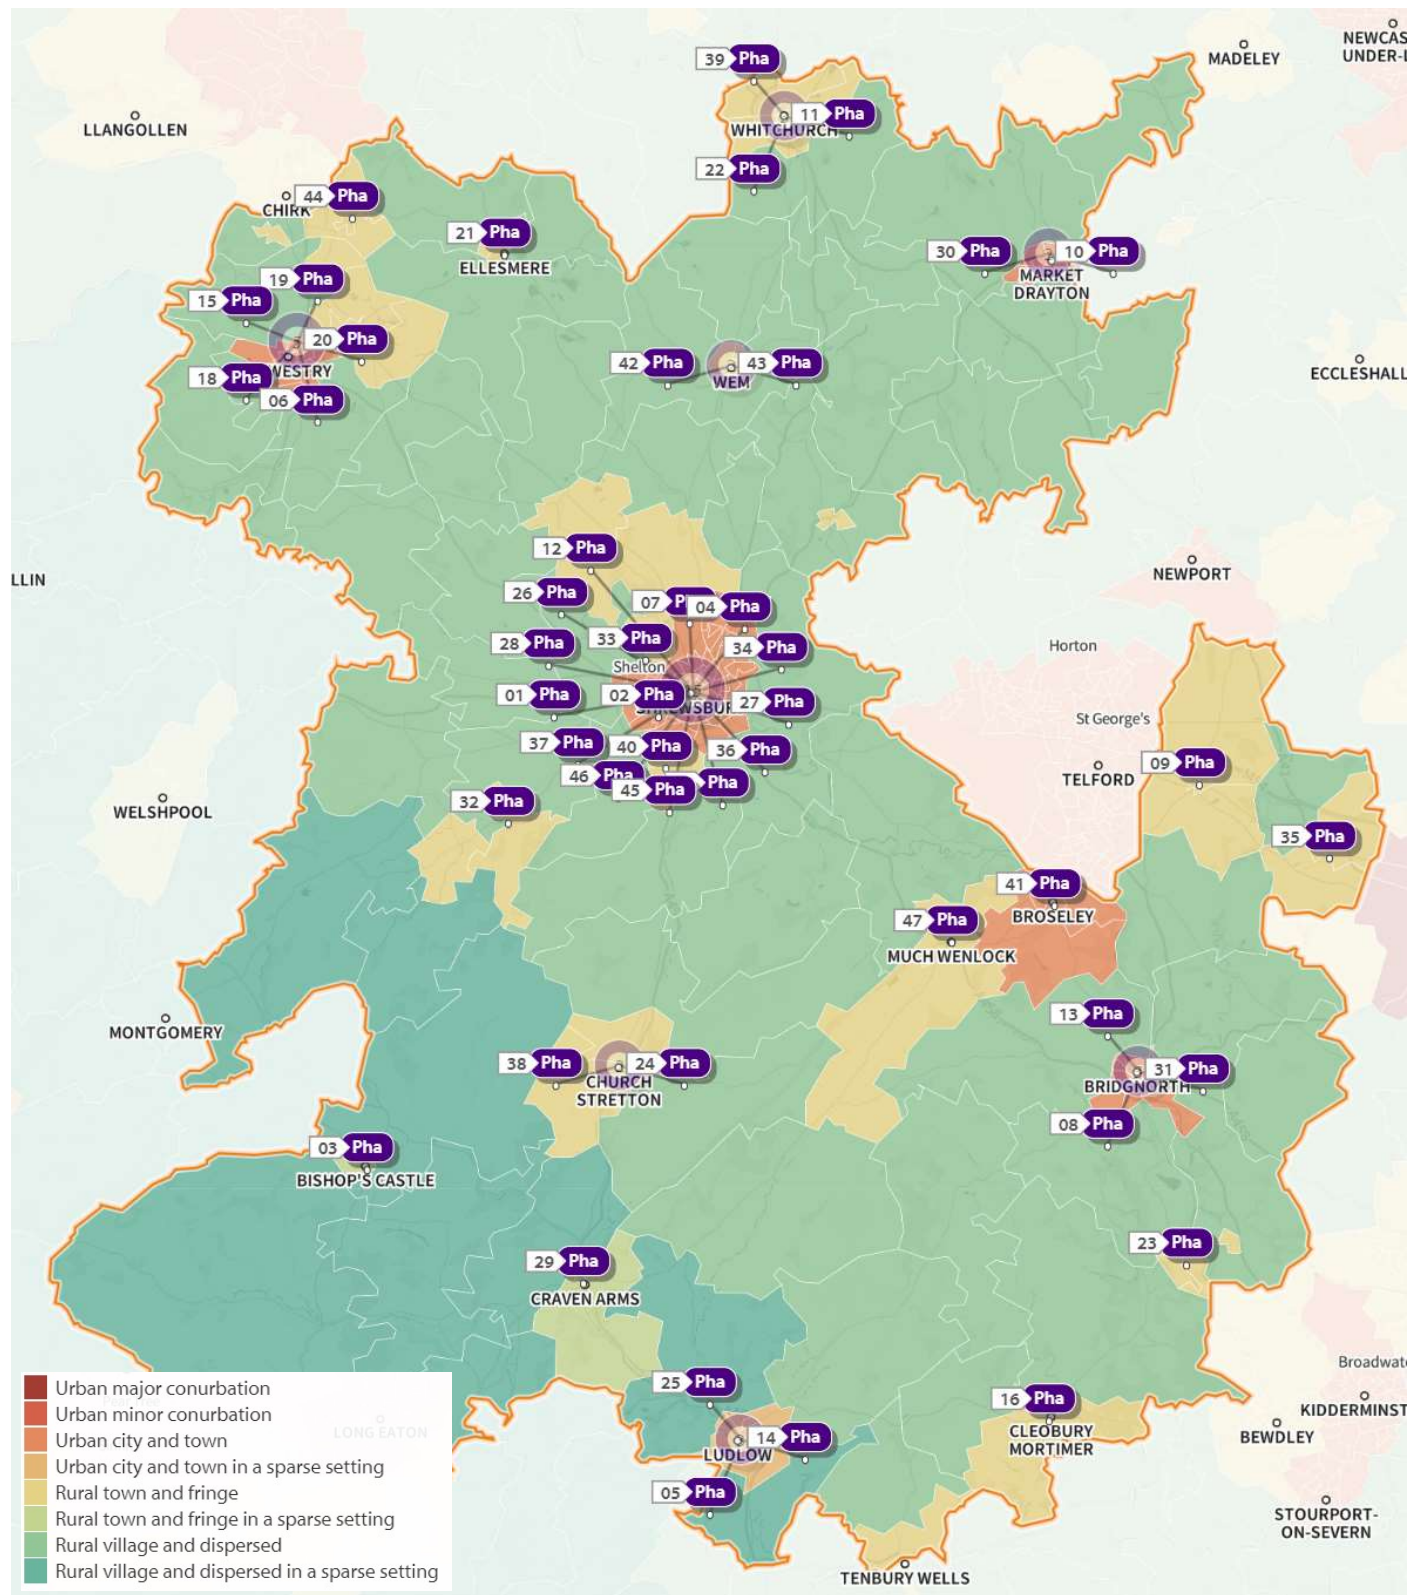 NEWCAS
UNDER-L
MADELEY
39 Pha
LLANGOLLEN
11 Pha
WHITCHURCH
22 Pha
44 Pha
CHIRK
21 Pha
ELLESMERE
30 Pha
10 Pha
MARKET
DRAYTON
19 Pha
15 Pha
20 Pha
WESTRY
18 Pha
06 Pha
42 Pha
43 Pha
WEM
ECCLESHALL
LLIN
12 Pha
26 Pha
07 P
04 Pha
33 Pha
28 Pha
34 Pha
Shelton
01 Pha
02 Pha
27 Pha
SHREWSBUR
37 Pha
40 Pha
36 Pha
46 Pha
45 Pha
Pha
32 Pha
NEWPORT
Horton
St George's
TELFORD
09 Pha
35 Pha
WELSHPOOL
41 Pha
BROSELEY
47 Pha
MUCH WENLOCK
MONTGOMERY
13 Pha
38 Pha
24 Pha
CHURCH
STRETTON
31 Pha
BRIDGNORTH
08 Pha
03 Pha
BISHOP'S CASTLE
23 Pha
29 Pha
CRAVEN ARMS
25 Pha
14 Pha
LUDLOW
05 Pha
16 Pha
CLEOBURY
MORTIMER
Broadwate
KIDDERMINST
BEWDLEY
STOURPORT-
ON-SEVERN
TENBURY WELLS
LONG EATON
Urban major conurbation
Urban minor conurbation
Urban city and town
Urban city and town in a sparse setting
Rural town and fringe
Rural town and fringe in a sparse setting
Rural village and dispersed
Rural village and dispersed in a sparse setting